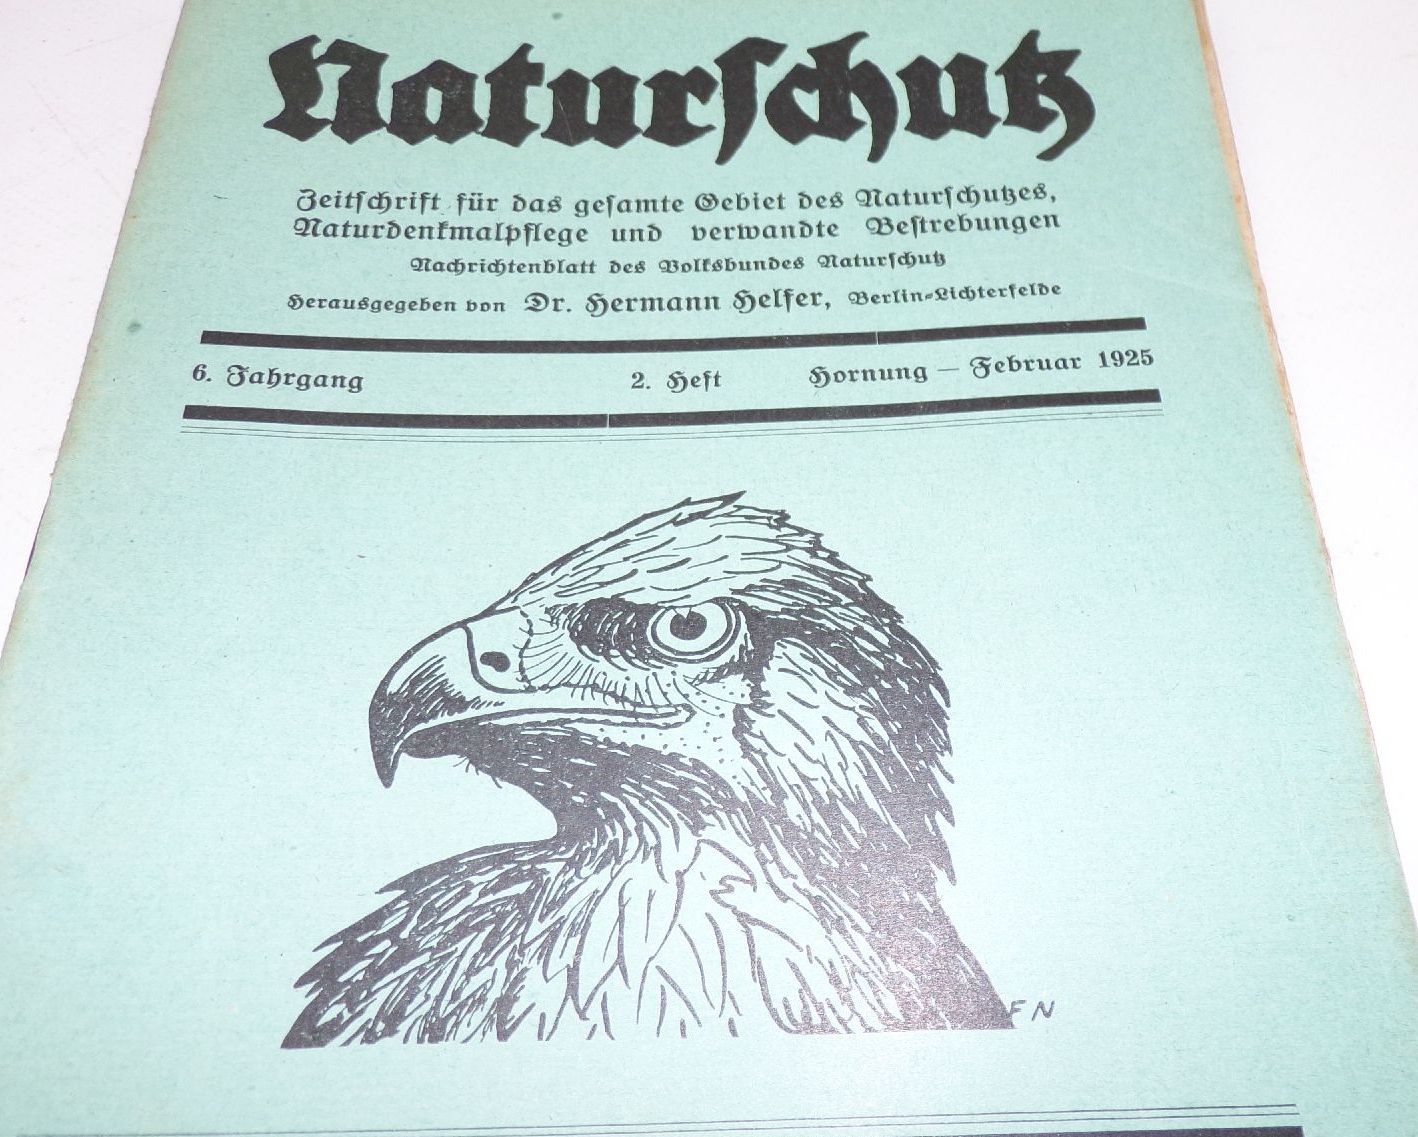 Naturschutz
Zeitschrift für das gesamte Gebiet des Naturschutzes,
Naturdenkmalpflege und verwandte Bestrebungen
Nachrichtenblatt des Volksbundes Naturschutz
Herausgegeben von Dr. Hermann Helfer, Berlin-Lichterfelde
6. Jahrgang 2. Heft Hornung — Februar 1925
FN